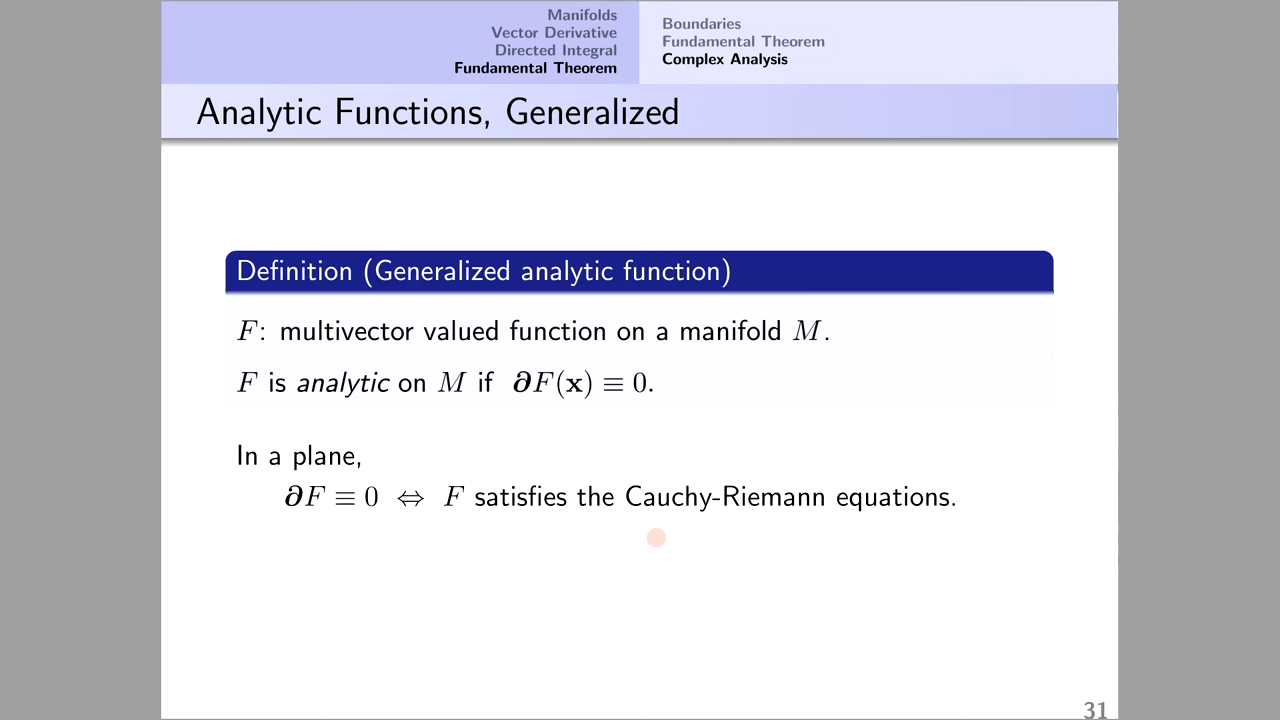 Manifolds
Vector Derivative
Directed Integral
Fundamental Theorem
Boundaries
Fundamental Theorem
Complex Analysis
Analytic Functions, Generalized
Definition (Generalized analytic function)
F: multivector valued function on a manifold M.
F is analytic on M if ∂F(x) ≡ 0.
In a plane,
∂F ≡ 0 ⇔ F satisfies the Cauchy-Riemann equations.
31